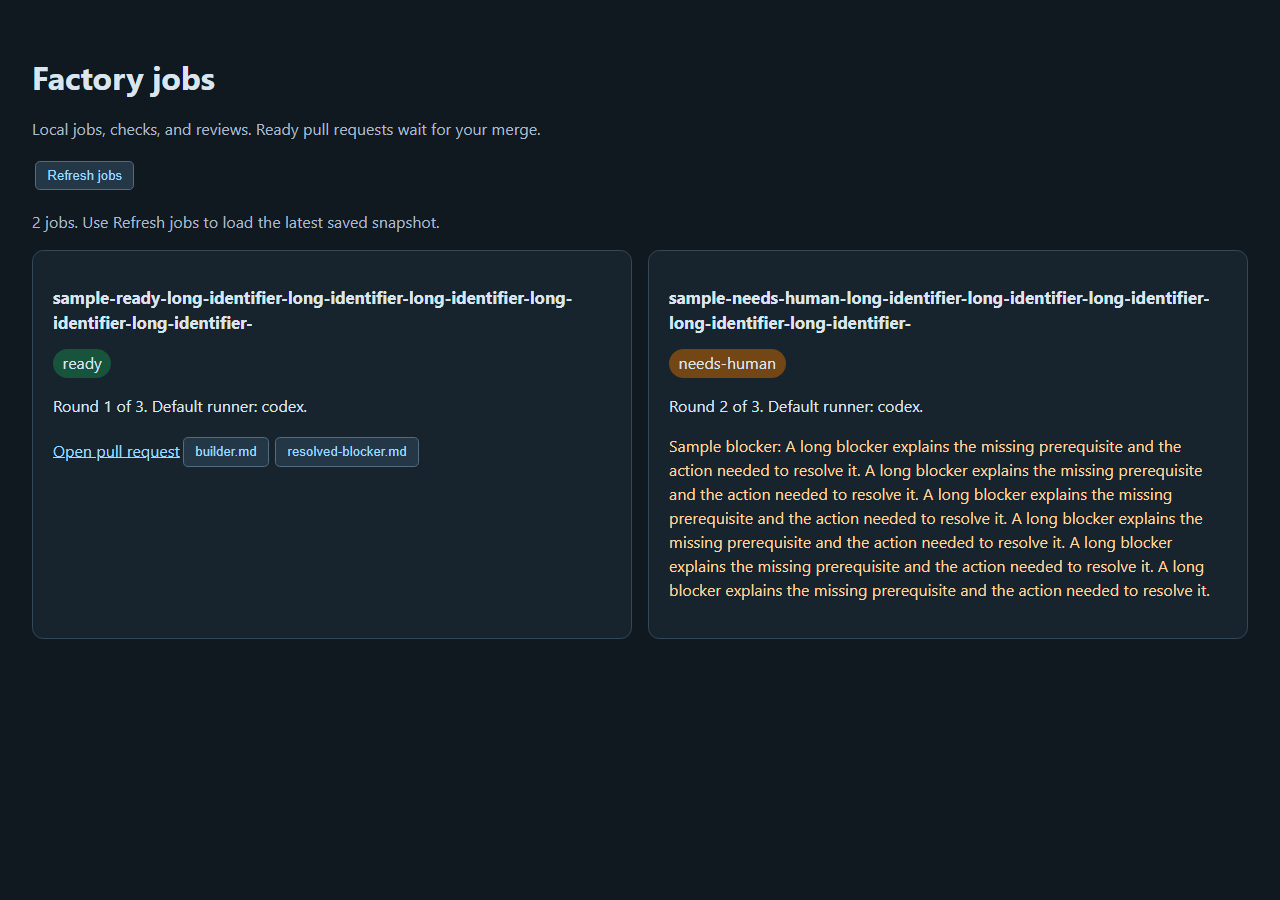 Factory jobs
Local jobs, checks, and reviews. Ready pull requests wait for your merge.
Refresh jobs
2 jobs. Use Refresh jobs to load the latest saved snapshot.
sample-ready-long-identifier-long-identifier-long-identifier-long-
identifier-long-identifier-
ready
Round 1 of 3. Default runner: codex.
Open pull request builder.md resolved-blocker.md
sample-needs-human-long-identifier-long-identifier-long-identifier-
long-identifier-long-identifier-
needs-human
Round 2 of 3. Default runner: codex.
Sample blocker: A long blocker explains the missing prerequisite and the
action needed to resolve it. A long blocker explains the missing prerequisite
and the action needed to resolve it. A long blocker explains the missing
prerequisite and the action needed to resolve it. A long blocker explains the
missing prerequisite and the action needed to resolve it. A long blocker
explains the missing prerequisite and the action needed to resolve it. A long
blocker explains the missing prerequisite and the action needed to resolve it.